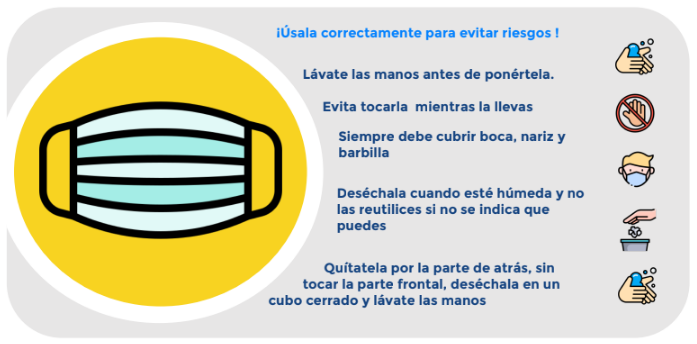 ¡Úsala correctamente para evitar riesgos !
Lávate las manos antes de ponértela.
Evita tocarla mientras la llevas
Siempre debe cubrir boca, nariz y
barbilla
Deséchala cuando esté húmeda y no
las reutilices si no se indica que
puedes
Quítatela por la parte de atrás, sin
tocar la parte frontal, deséchala en un
cubo cerrado y lávate las manos